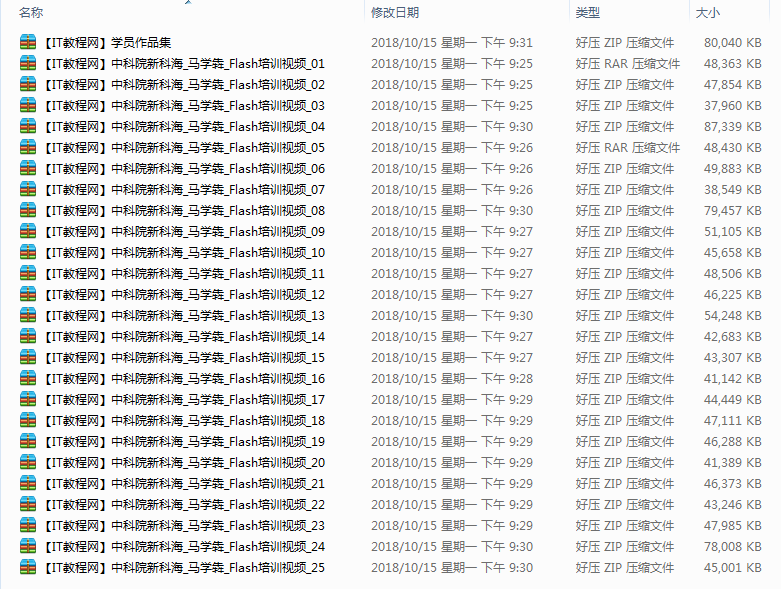 名称 修改日期 类型 大小
【IT教程网】学员作品集 2018/10/15 星期一 下午 9:31 好压 ZIP 压缩文件 80,040 KB
【IT教程网】中科院新科海_马学犇_Flash培训视频_01 2018/10/15 星期一 下午 9:25 好压 RAR 压缩文件 48,363 KB
【IT教程网】中科院新科海_马学犇_Flash培训视频_02 2018/10/15 星期一 下午 9:25 好压 ZIP 压缩文件 47,854 KB
【IT教程网】中科院新科海_马学犇_Flash培训视频_03 2018/10/15 星期一 下午 9:25 好压 ZIP 压缩文件 37,960 KB
【IT教程网】中科院新科海_马学犇_Flash培训视频_04 2018/10/15 星期一 下午 9:30 好压 ZIP 压缩文件 87,339 KB
【IT教程网】中科院新科海_马学犇_Flash培训视频_05 2018/10/15 星期一 下午 9:26 好压 RAR 压缩文件 48,430 KB
【IT教程网】中科院新科海_马学犇_Flash培训视频_06 2018/10/15 星期一 下午 9:26 好压 ZIP 压缩文件 49,883 KB
【IT教程网】中科院新科海_马学犇_Flash培训视频_07 2018/10/15 星期一 下午 9:26 好压 ZIP 压缩文件 38,549 KB
【IT教程网】中科院新科海_马学犇_Flash培训视频_08 2018/10/15 星期一 下午 9:30 好压 ZIP 压缩文件 79,457 KB
【IT教程网】中科院新科海_马学犇_Flash培训视频_09 2018/10/15 星期一 下午 9:27 好压 ZIP 压缩文件 51,105 KB
【IT教程网】中科院新科海_马学犇_Flash培训视频_10 2018/10/15 星期一 下午 9:27 好压 ZIP 压缩文件 45,658 KB
【IT教程网】中科院新科海_马学犇_Flash培训视频_11 2018/10/15 星期一 下午 9:27 好压 ZIP 压缩文件 48,506 KB
【IT教程网】中科院新科海_马学犇_Flash培训视频_12 2018/10/15 星期一 下午 9:27 好压 ZIP 压缩文件 46,225 KB
【IT教程网】中科院新科海_马学犇_Flash培训视频_13 2018/10/15 星期一 下午 9:30 好压 ZIP 压缩文件 54,248 KB
【IT教程网】中科院新科海_马学犇_Flash培训视频_14 2018/10/15 星期一 下午 9:27 好压 ZIP 压缩文件 42,683 KB
【IT教程网】中科院新科海_马学犇_Flash培训视频_15 2018/10/15 星期一 下午 9:27 好压 ZIP 压缩文件 43,307 KB
【IT教程网】中科院新科海_马学犇_Flash培训视频_16 2018/10/15 星期一 下午 9:28 好压 ZIP 压缩文件 41,142 KB
【IT教程网】中科院新科海_马学犇_Flash培训视频_17 2018/10/15 星期一 下午 9:29 好压 ZIP 压缩文件 44,449 KB
【IT教程网】中科院新科海_马学犇_Flash培训视频_18 2018/10/15 星期一 下午 9:29 好压 ZIP 压缩文件 47,111 KB
【IT教程网】中科院新科海_马学犇_Flash培训视频_19 2018/10/15 星期一 下午 9:29 好压 ZIP 压缩文件 46,288 KB
【IT教程网】中科院新科海_马学犇_Flash培训视频_20 2018/10/15 星期一 下午 9:29 好压 ZIP 压缩文件 41,389 KB
【IT教程网】中科院新科海_马学犇_Flash培训视频_21 2018/10/15 星期一 下午 9:29 好压 ZIP 压缩文件 46,373 KB
【IT教程网】中科院新科海_马学犇_Flash培训视频_22 2018/10/15 星期一 下午 9:29 好压 ZIP 压缩文件 43,246 KB
【IT教程网】中科院新科海_马学犇_Flash培训视频_23 2018/10/15 星期一 下午 9:29 好压 ZIP 压缩文件 47,985 KB
【IT教程网】中科院新科海_马学犇_Flash培训视频_24 2018/10/15 星期一 下午 9:30 好压 ZIP 压缩文件 78,008 KB
【IT教程网】中科院新科海_马学犇_Flash培训视频_25 2018/10/15 星期一 下午 9:30 好压 ZIP 压缩文件 45,001 KB